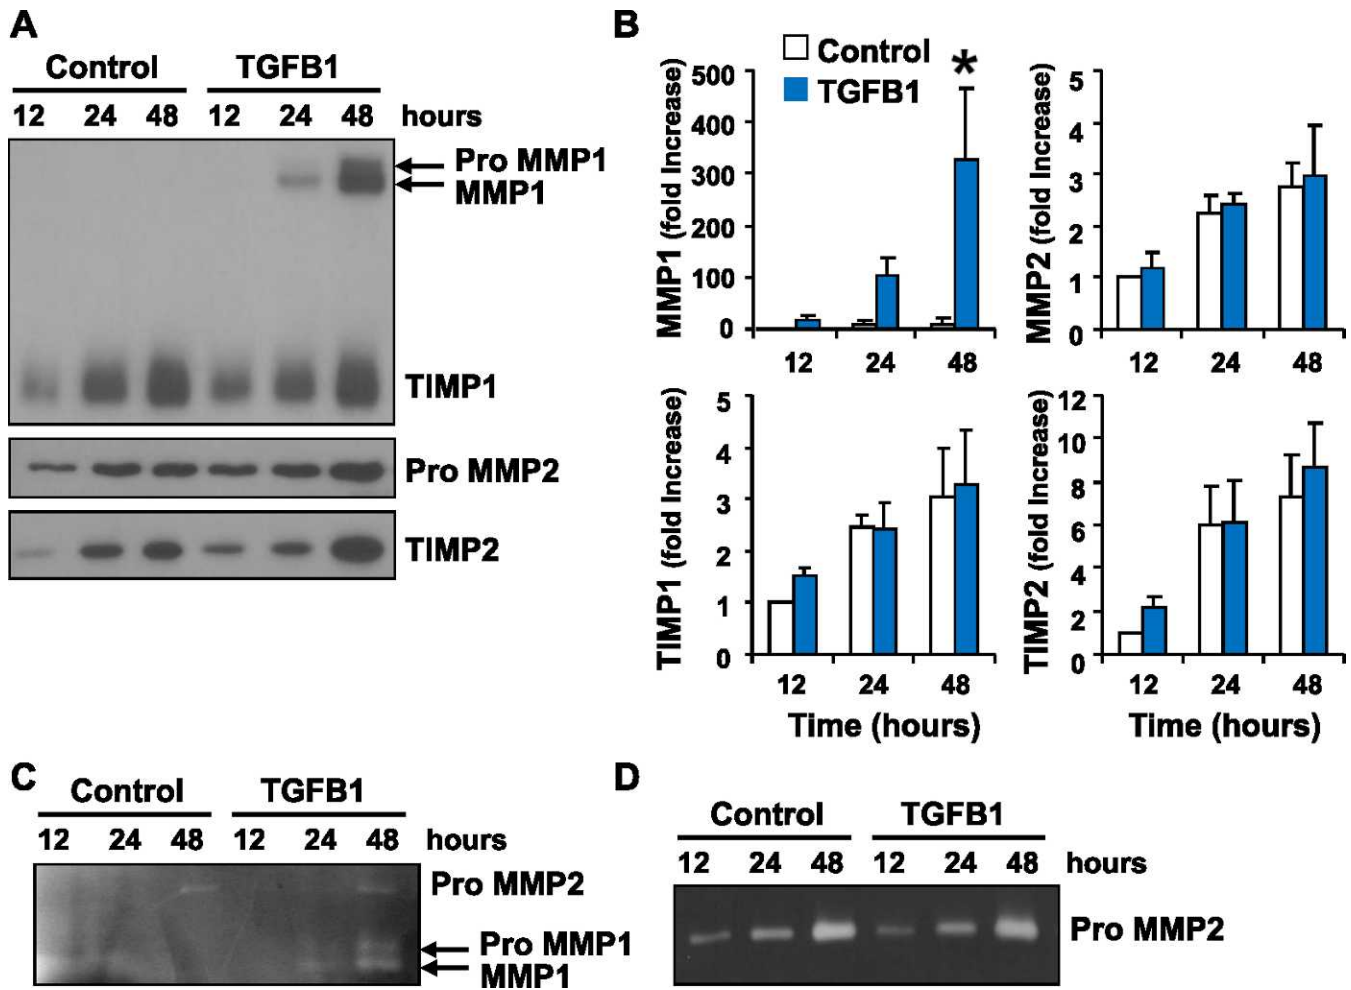 A
Control TGFB1
12 24 48 12 24 48 hours
Pro MMP1
MMP1
TIMP1
Pro MMP2
TIMP2
B
Control
TGFB1
MMP1 (fold Increase)
500
400
300
200
100
0
*
12 24 48
MMP2 (fold Increase)
5
4
3
2
1
0
12 24 48
TIMP1 (fold Increase)
5
4
3
2
1
0
12 24 48
Time (hours)
TIMP2 (fold Increase)
12
10
8
6
4
2
0
12 24 48
Time (hours)
C
Control TGFB1
12 24 48 12 24 48 hours
Pro MMP2
Pro MMP1
MMP1
D
Control TGFB1
12 24 48 12 24 48 hours
Pro MMP2